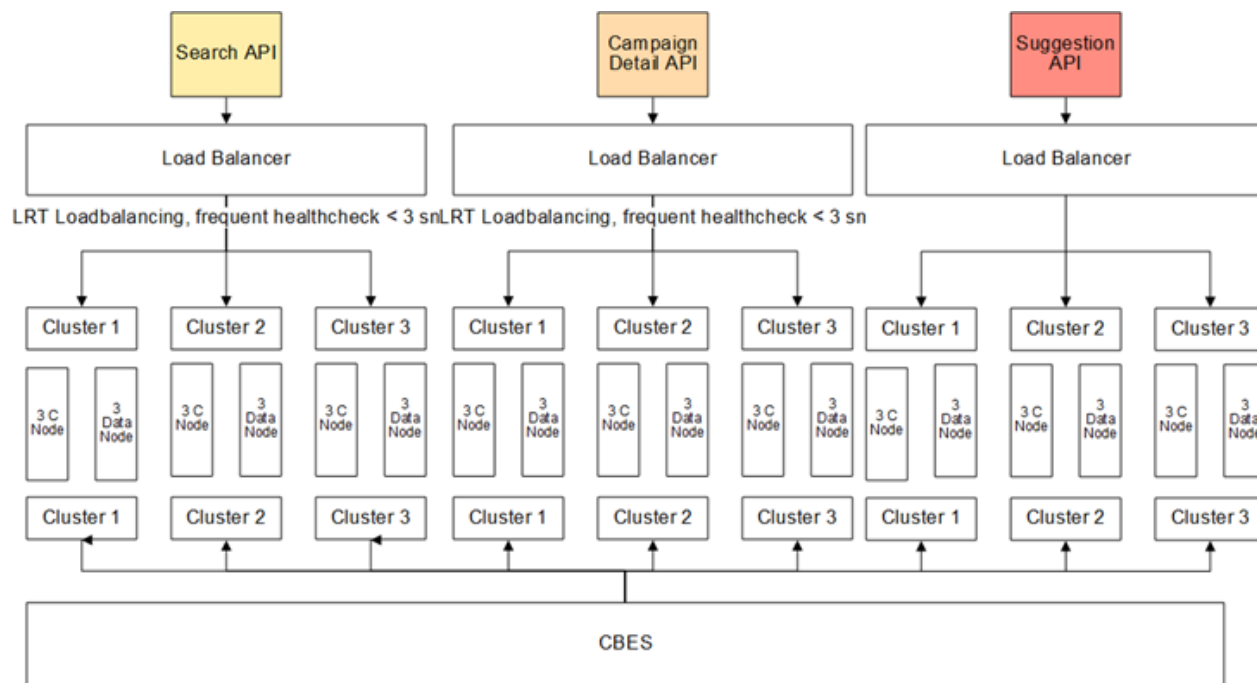 Search API
Campaign
Detail API
Suggestion
API
Load Balancer
Load Balancer
Load Balancer
LRT Loadbalancing, frequent healthcheck < 3 sn
LRT Loadbalancing, frequent healthcheck < 3 sn
Cluster 1
Cluster 2
Cluster 3
Cluster 1
Cluster 2
Cluster 3
Cluster 1
Cluster 2
Cluster 3
3 C
Node
3
Data
Node
3 C
Node
3
Data
Node
3 C
Node
3
Data
Node
3 C
Node
3
Data
Node
3 C
Node
3
Data
Node
3 C
Node
3
Data
Node
3 C
Node
3
Data
Node
3 C
Node
3
Data
Node
3 C
Node
3
Data
Node
Cluster 1
Cluster 2
Cluster 3
Cluster 1
Cluster 2
Cluster 3
Cluster 1
Cluster 2
Cluster 3
CBES